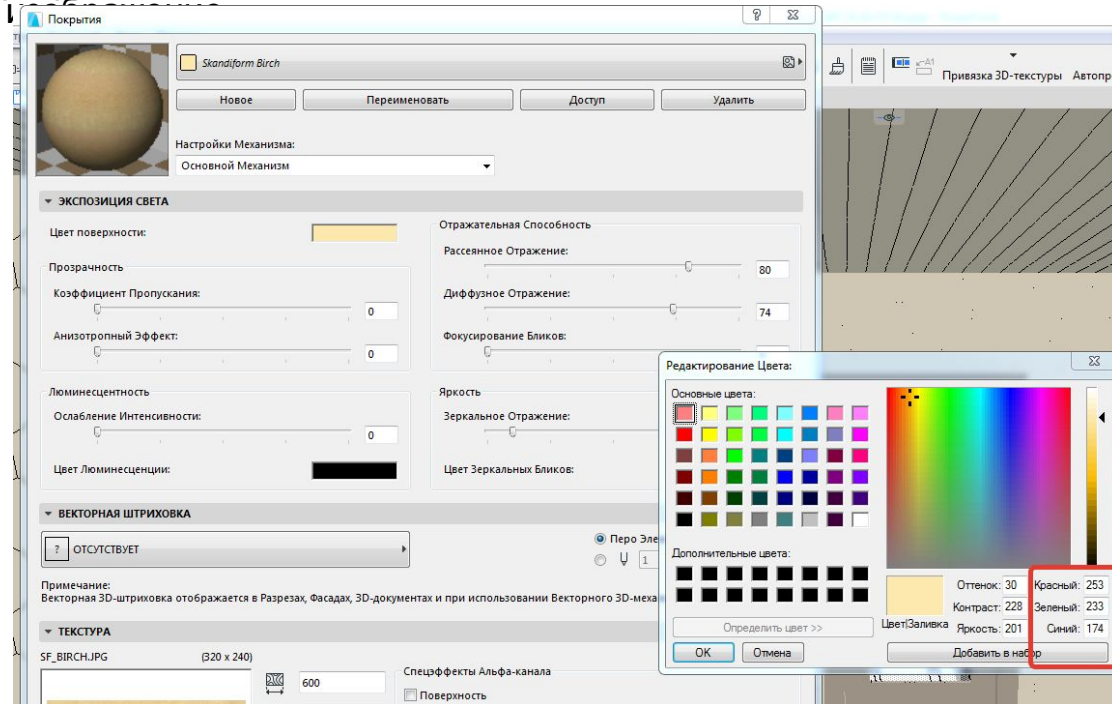 изображение
Покрытия
Skandiform Birch
Новое Переименовать Доступ Удалить
Привязка 3D-текстуры Автопр
Настройки Механизма:
Основной Механизм
ЭКСПОЗИЦИЯ СВЕТА
Цвет поверхности:
Отражательная Способность
Рассеянное Отражение:
80
Прозрачность
Коэффициент Пропускания:
0
Диффузное Отражение:
74
Анизотропный Эффект:
0
Фокусирование Бликов:
Люминесцентность
Ослабление Интенсивности:
0
Яркость
Зеркальное Отражение:
Цвет Люминесценции:
Цвет Зеркальных Бликов:
ВЕКТОРНАЯ ШТРИХОВКА
? ОТСУТСТВУЕТ
Перо Эле
1
Примечание:
Векторная 3D-штриховка отображается в Разрезах, Фасадах, 3D-документах и при использовании Векторного 3D-меха
ТЕКСТУРА
SF_BIRCH.JPG (320 x 240)
600
Спецэффекты Альфа-канала
Поверхность
Редактирование Цвета:
Основные цвета:
Дополнительные цвета:
Определить цвет >>
OK Отмена
Цвет|Заливка
Оттенок: 30 Красный: 253
Контраст: 228 Зеленый: 233
Яркость: 201 Синий: 174
Добавить в набор